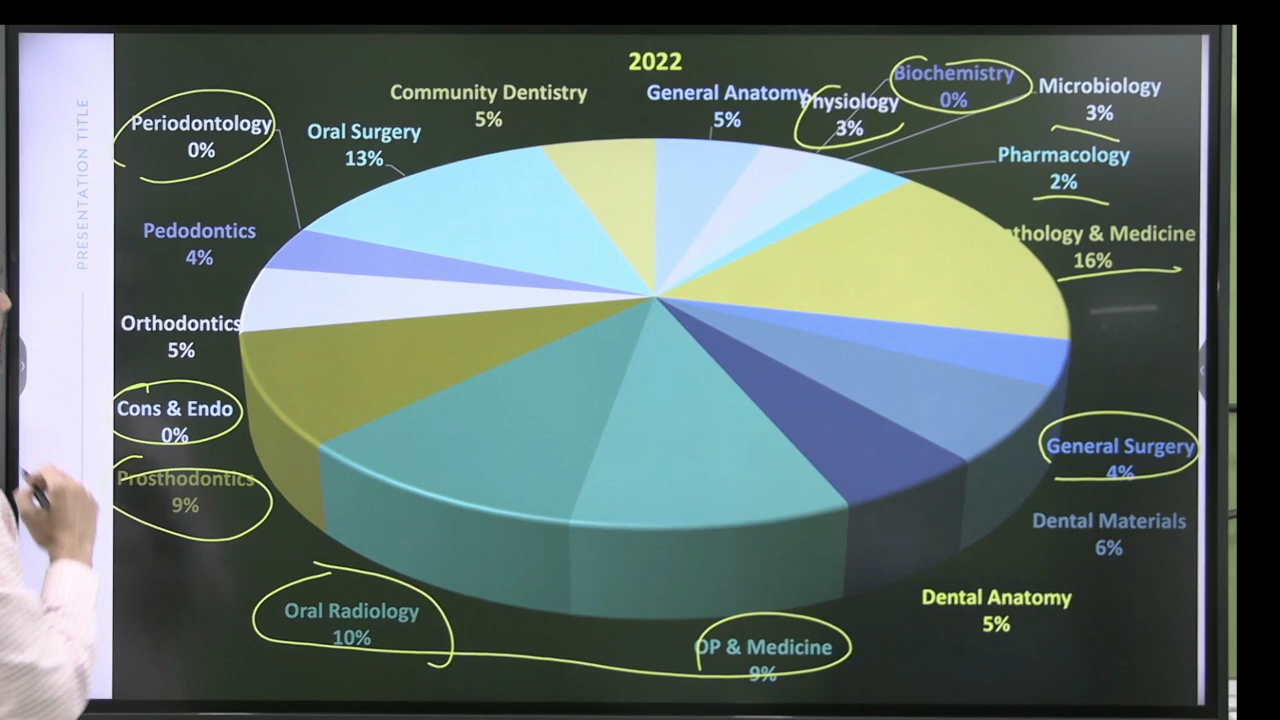 2022
Community Dentistry
5%
General Anatomy
5%
Physiology
3%
Biochemistry
0%
Microbiology
3%
Pharmacology
2%
thology & Medicine
16%
General Surgery
4%
Dental Materials
6%
Dental Anatomy
5%
OP & Medicine
9%
Oral Radiology
10%
Prosthodontics
9%
Cons & Endo
0%
Orthodontics
5%
Pedodontics
4%
Periodontology
0%
Oral Surgery
13%
PRESENTATION TITLE